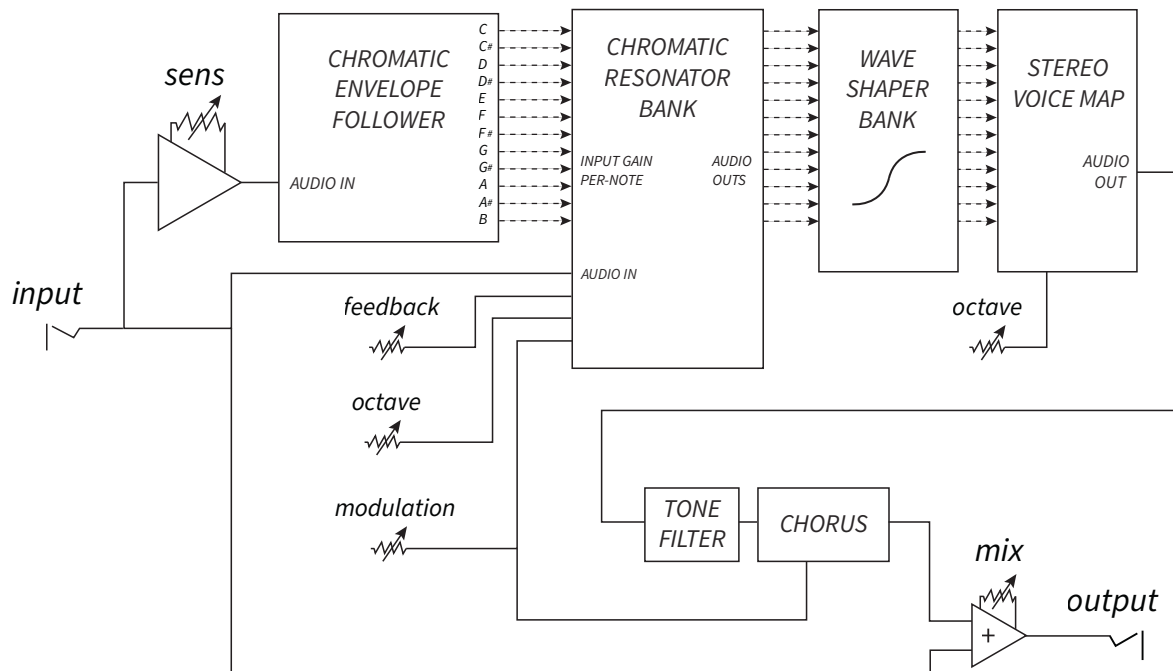 sens
input
CHROMATIC
ENVELOPE
FOLLOWER
AUDIO IN
C
C#
D
D#
E
F
F#
G
G#
A
A#
B
CHROMATIC
RESONATOR
BANK
INPUT GAIN
PER-NOTE
AUDIO
OUTS
AUDIO IN
WAVE
SHAPER
BANK
STEREO
VOICE MAP
AUDIO
OUT
feedback
octave
octave
modulation
TONE
FILTER
CHORUS
mix
+
output